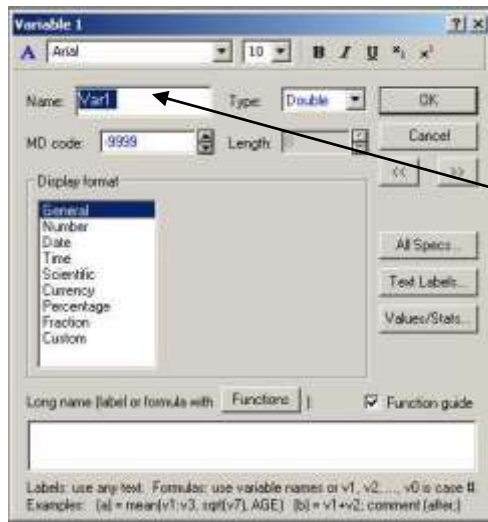 Variable 1
A Arial 10 B I U x₁ x²
Name: Var1 Type: Double OK
MD code: -9999 Length: 8 Cancel
<< >>
Display format
General
Number
Date
Time
Scientific
Currency
Percentage
Fraction
Custom
All Specs...
Text Labels...
Values/Stats...
Long name (label or formula with Functions ): Function guide
Labels: use any text. Formulas: use variable names or v1, v2, ..., v0 is case #.
Examples: (a) = mean(v1:v3, sqrt(v7), AGE) (b) = v1+v2; comment (after;)